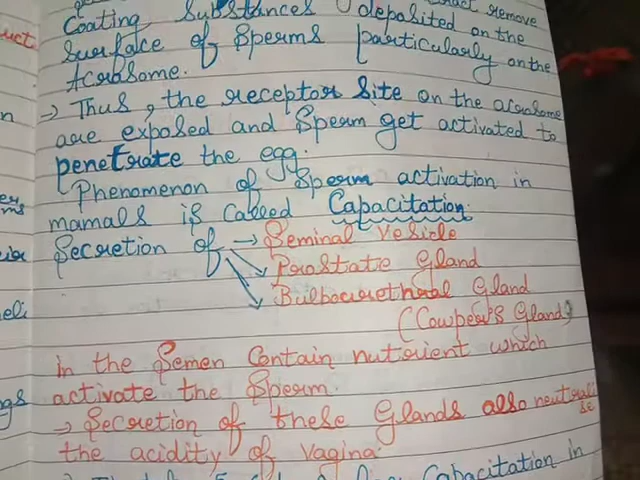 Coating Substances deposited on the
remove
surface of Sperms particularly on the
Acrosome.
→ Thus, the receptor Site on the acrosome
are exposed and Sperm get activated to
penetrate the egg.
Phenomenon of Sperm activation in
mamals is Called Capacitation.
Secretion of → Seminal Vesicle
Prostate Gland
Bulbourethral Gland
(Cowper's Gland)
in the Semen Contain nutrient which
activate the Sperm.
→ Secretion of these Glands also neutrali
se
the acidity of vagina.
Capacitation in